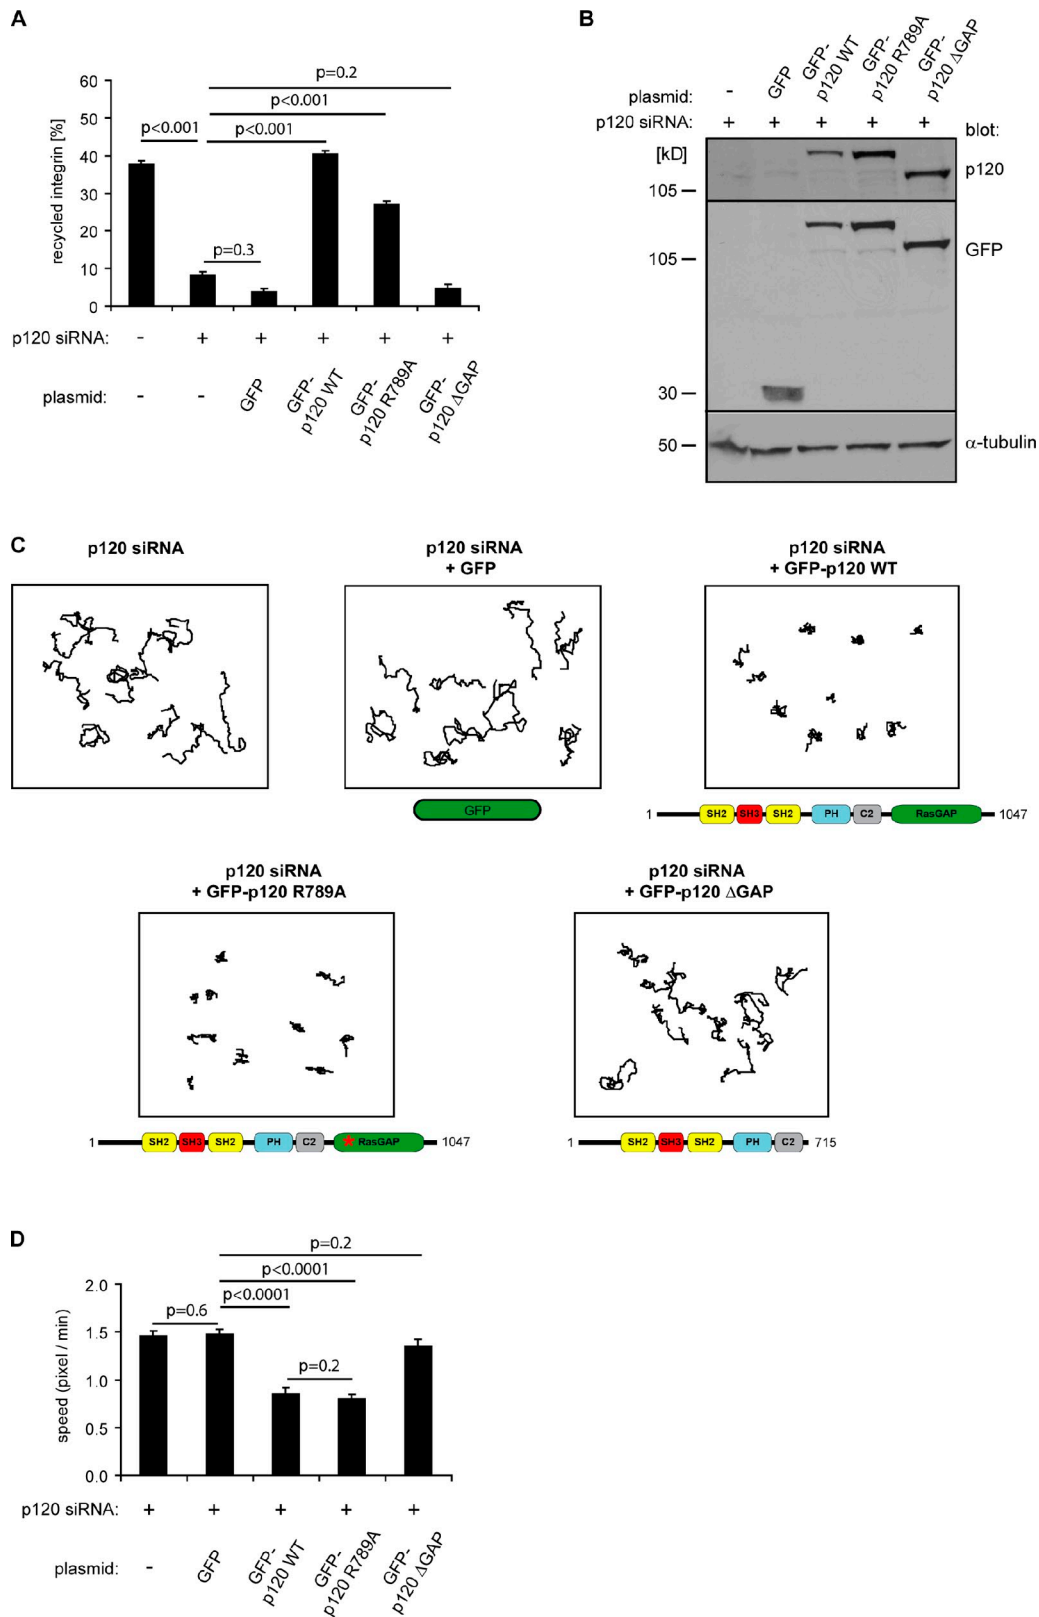 A
p=0.2
p<0.001
p<0.001 p<0.001
p=0.3
60
50
40
30
20
10
0
recycled integrin [%]
p120 siRNA: - + + + + +
plasmid: - - GFP GFP-p120 WT GFP-p120 R789A GFP-p120 ΔGAP
B
plasmid: - GFP GFP-p120 WT GFP-p120 R789A GFP-p120 ΔGAP
p120 siRNA: + + + + + blot:
[kD]
105
p120
105
GFP
30
50
α-tubulin
C
p120 siRNA
p120 siRNA
+ GFP
GFP
p120 siRNA
+ GFP-p120 WT
1 SH2 SH3 SH2 PH C2 RasGAP 1047
p120 siRNA
+ GFP-p120 R789A
1 SH2 SH3 SH2 PH C2 RasGAP 1047
p120 siRNA
+ GFP-p120 ΔGAP
1 SH2 SH3 SH2 PH C2 715
D
p=0.2
p<0.0001
p<0.0001
p=0.6
p=0.2
2.0
1.5
1.0
0.5
0.0
speed (pixel / min)
p120 siRNA: + + + + +
plasmid: - GFP GFP-p120 WT GFP-p120 R789A GFP-p120 ΔGAP